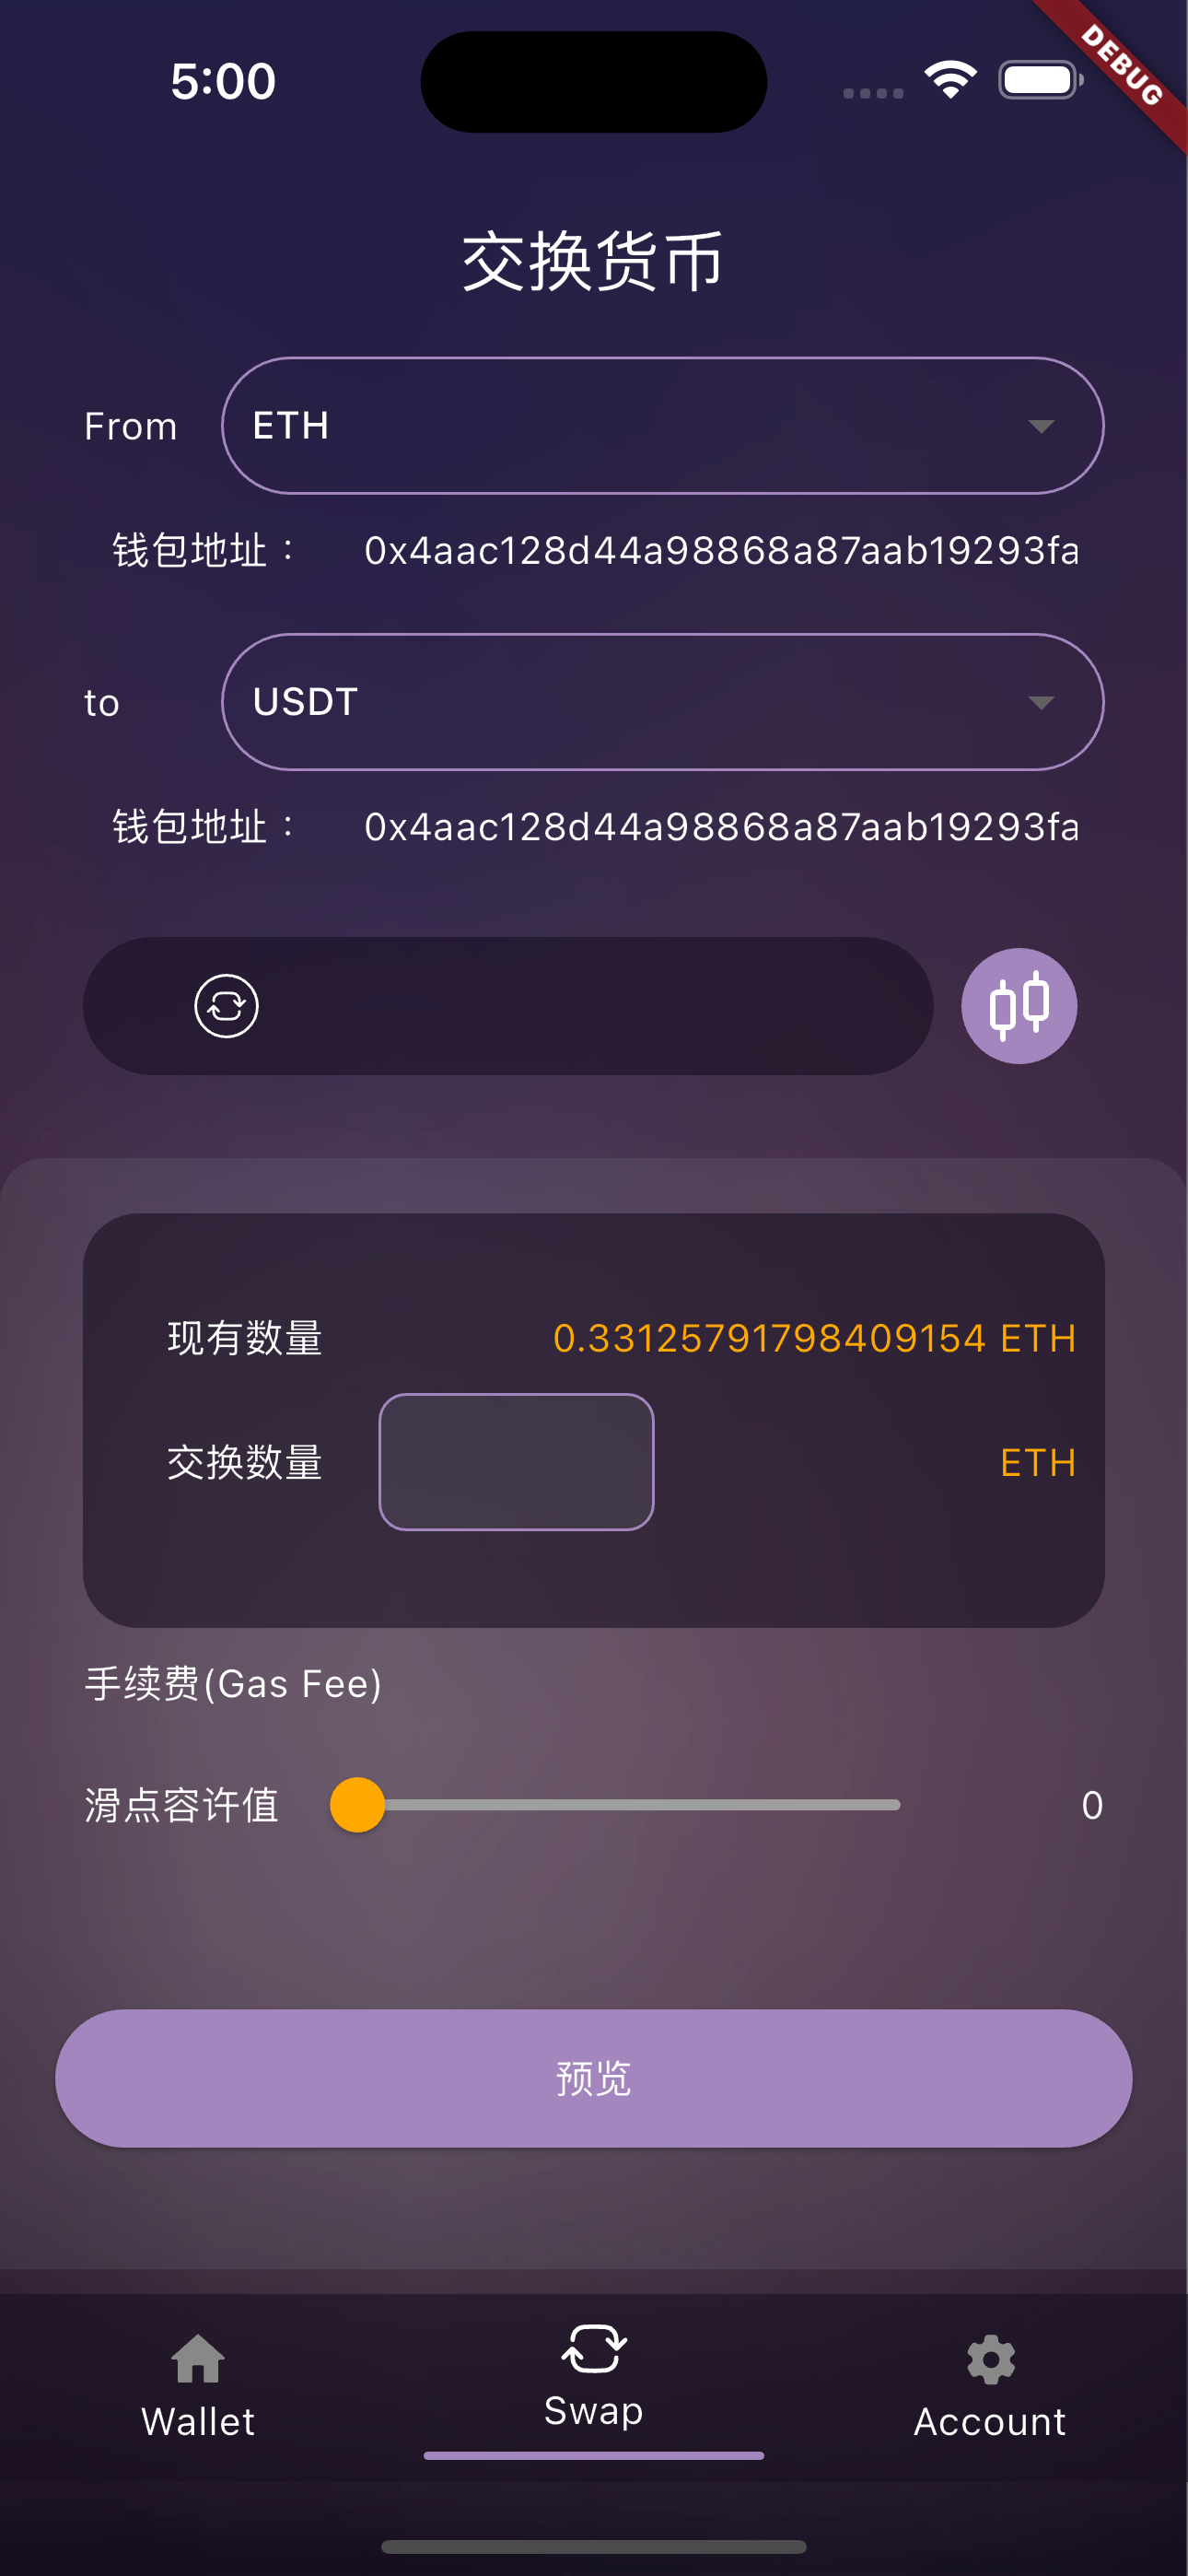 5:00
DEBUG
交换货币
From ETH
钱包地址： 0x4aac128d44a98868a87aab19293fa
to USDT
钱包地址： 0x4aac128d44a98868a87aab19293fa
现有数量 0.33125791798409154 ETH
交换数量 ETH
手续费(Gas Fee)
滑点容许值 0
预览
Wallet Swap Account